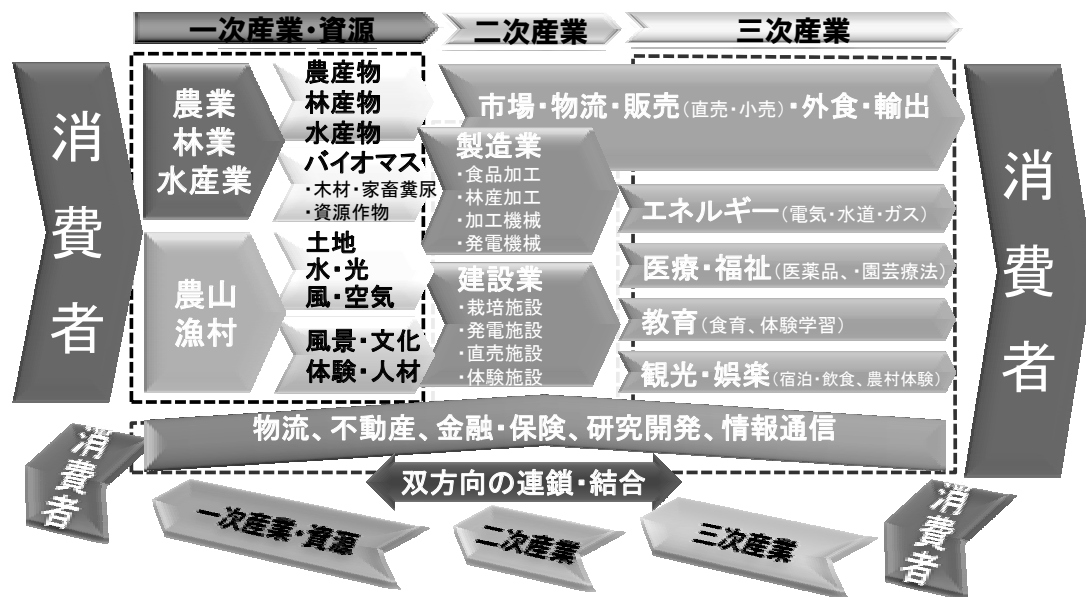 一次産業・資源
二次産業
三次産業
消費者
農業
林業
水産業
農産物
林産物
水産物
バイオマス
・木材・家畜糞尿
・資源作物
農山
漁村
土地
水・光
風・空気
風景・文化
体験・人材
市場・物流・販売(直売・小売)・外食・輸出
製造業
・食品加工
・林産加工
・加工機械
・発電機械
建設業
・栽培施設
・発電施設
・直売施設
・体験施設
エネルギー(電気・水道・ガス)
医療・福祉(医薬品、・園芸療法)
教育(食育、体験学習)
観光・娯楽(宿泊・飲食、農村体験)
消費者
物流、不動産、金融・保険、研究開発、情報通信
双方向の連鎖・結合
消費者
一次産業・資源
二次産業
三次産業
消費者